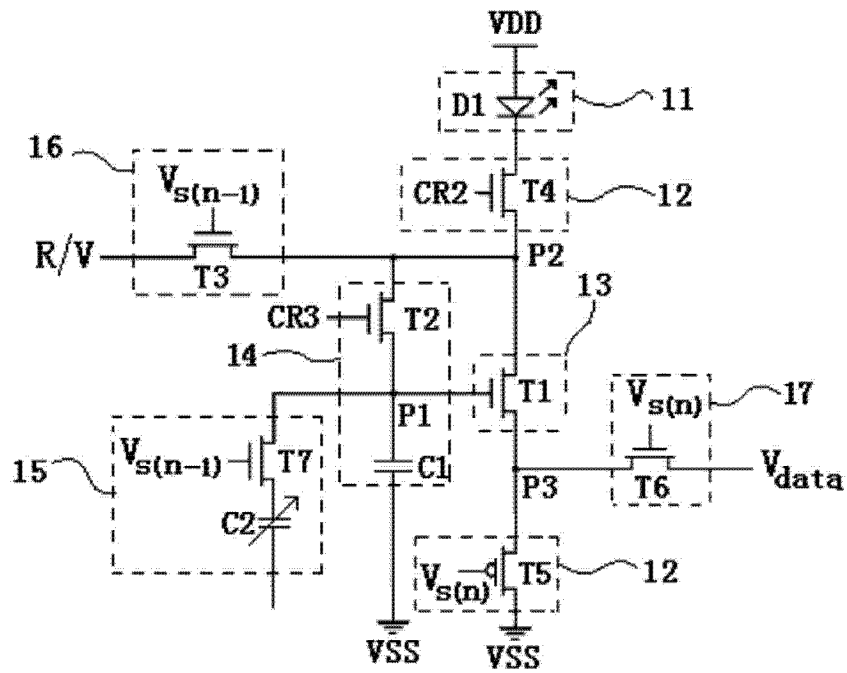 VDD
D1
11
16
Vs(n-1)
CR2
T4
12
R/V
T3
P2
CR3
T2
13
14
T1
P1
Vs(n)
17
Vs(n-1)
T7
15
C1
P3
T6
Vdata
C2
Vs(n)
T5
12
VSS
VSS